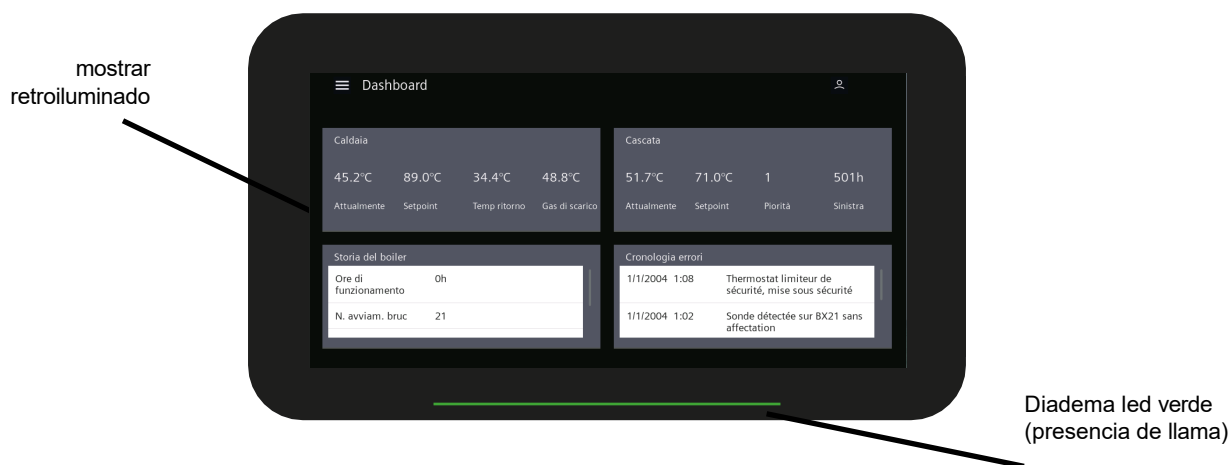 mostrar
retroiluminado
Dashboard
Caldaia
45.2°C 89.0°C 34.4°C 48.8°C
Attualmente Setpoint Temp ritorno Gas di scarico
Cascata
51.7°C 71.0°C 1 501h
Attualmente Setpoint Piorità Sinistra
Storia del boiler
Ore di
funzionamento 0h
N. avviam. bruc 21
Cronologia errori
1/1/2004 1:08 Thermostat limiteur de
sécurité, mise sous sécurité
1/1/2004 1:02 Sonde détectée sur BX21 sans
affectation
Diadema led verde
(presencia de llama)